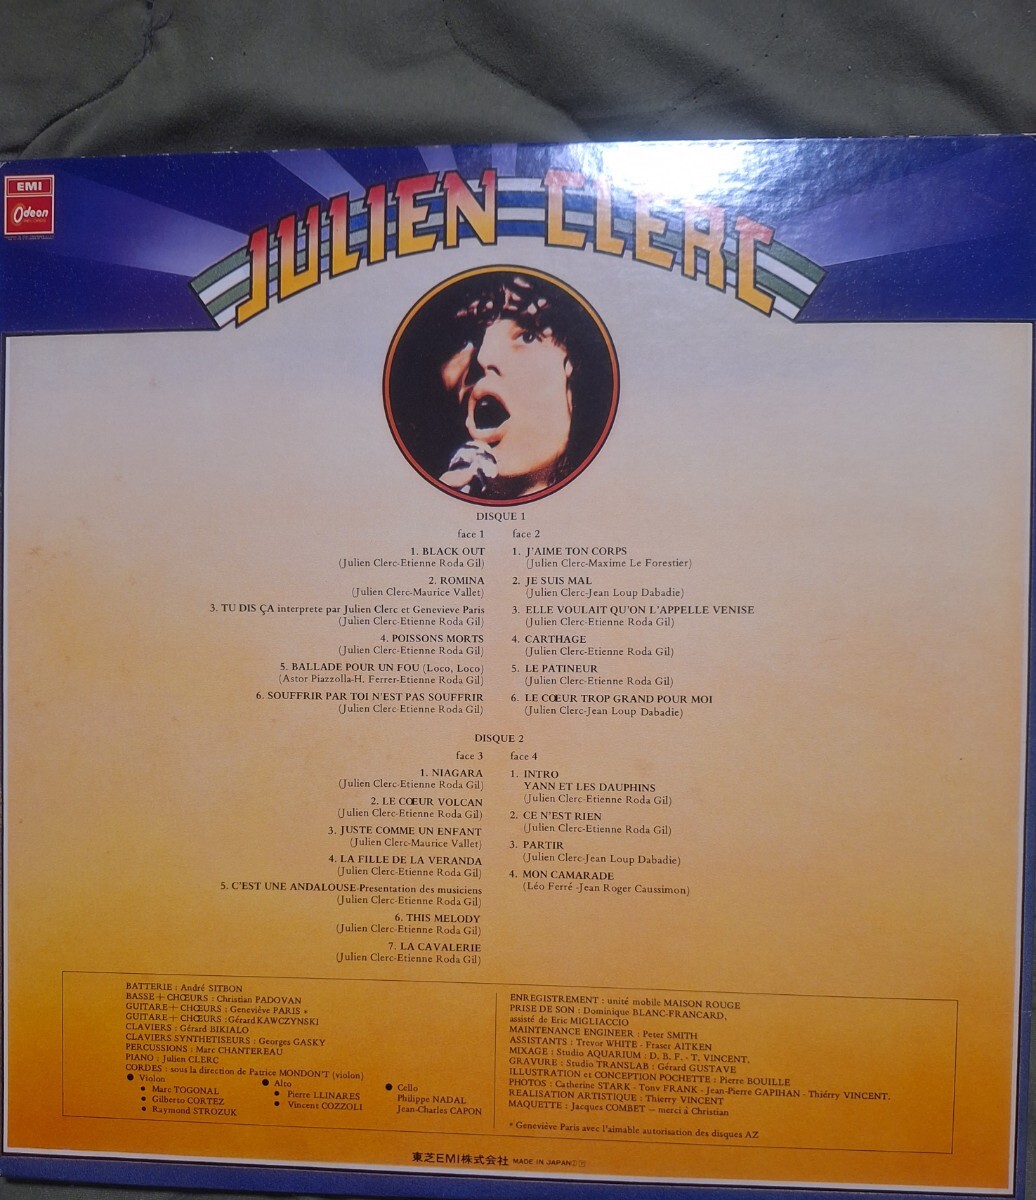 EMI
Odeon
JULIEN CLERC
DISQUE 1
face 1
1. BLACK OUT
(Julien Clerc-Etienne Roda Gil)
2. ROMINA
(Julien Clerc-Maurice Vallet)
3. TU DIS ÇA interprete par Julien Clerc et Genevieve Paris
(Julien Clerc-Etienne Roda Gil)
4. POISSONS MORTS
(Julien Clerc-Etienne Roda Gil)
5. BALLADE POUR UN FOU (Loco, Loco)
(Astor Piazzolla-H. Ferrer-Etienne Roda Gil)
6. SOUFFRIR PAR TOI N'EST PAS SOUFFRIR
(Julien Clerc-Etienne Roda Gil)
face 2
1. J'AIME TON CORPS
(Julien Clerc-Maxime Le Forestier)
2. JE SUIS MAL
(Julien Clerc-Jean Loup Dabadie)
3. ELLE VOULAIT QU'ON L'APPELLE VENISE
(Julien Clerc-Etienne Roda Gil)
4. CARTHAGE
(Julien Clerc-Etienne Roda Gil)
5. LE PATINEUR
(Julien Clerc-Etienne Roda Gil)
6. LE CŒUR TROP GRAND POUR MOI
(Julien Clerc-Jean Loup Dabadie)
DISQUE 2
face 3
1. NIAGARA
(Julien Clerc-Etienne Roda Gil)
2. LE CŒUR VOLCAN
(Julien Clerc-Etienne Roda Gil)
3. JUSTE COMME UN ENFANT
(Julien Clerc-Maurice Vallet)
4. LA FILLE DE LA VERANDA
(Julien Clerc-Etienne Roda Gil)
5. C'EST UNE ANDALOUSE-Presentation des musiciens
(Julien Clerc-Etienne Roda Gil)
6. THIS MELODY
(Julien Clerc-Etienne Roda Gil)
7. LA CAVALERIE
(Julien Clerc-Etienne Roda Gil)
face 4
1. INTRO
YANN ET LES DAUPHINS
(Julien Clerc-Etienne Roda Gil)
2. CE N'EST RIEN
(Julien Clerc-Etienne Roda Gil)
3. PARTIR
(Julien Clerc-Jean Loup Dabadie)
4. MON CAMARADE
(Léo Ferré -Jean Roger Caussimon)
BATTERIE : André SITBON
BASSE+CHŒURS : Christian PADOVAN
GUITARE+CHŒURS : Geneviève PARIS *
GUITARE+CHŒURS : Gérard KAWCZYNSKI
CLAVIERS : Gérard BIKIALO
CLAVIERS SYNTHETISEURS : Georges GASKY
PERCUSSIONS : Marc CHANTEREAU
PIANO : Julien CLERC
CORDES : sous la direction de Patrice MONDON'T (violon)
● Violon
● Marc TOGONAL
● Gilberto CORTEZ
● Raymond STROZUK
● Alto
● Pierre LLINARES
● Vincent COZZOLI
● Cello
Philippe NADAL
Jean-Charles CAPON
ENREGISTREMENT : unité mobile MAISON ROUGE
PRISE DE SON : Dominique BLANC-FRANCARD,
assisté de Eric MIGLIACCIO
MAINTENANCE ENGINEER : Peter SMITH
ASSISTANTS : Trevor WHITE - Fraser AITKEN
MIXAGE : Studio AQUARIUM : D. B. F. - T. VINCENT.
GRAVURE : Studio TRANSLAB : Gérard GUSTAVE
ILLUSTRATION et CONCEPTION POCHETTE : Pierre BOUILLÉ
PHOTOS : Catherine STARK - Tony FRANK - Jean-Pierre GAPIHAN - Thiérry VINCENT.
REALISATION ARTISTIQUE : Thierry VINCENT
MAQUETTE : Jacques COMBET — merci á Christian
* Geneviève Paris avec l'aimable autorisation des disques AZ
東芝EMI株式会社 MADE IN JAPAN